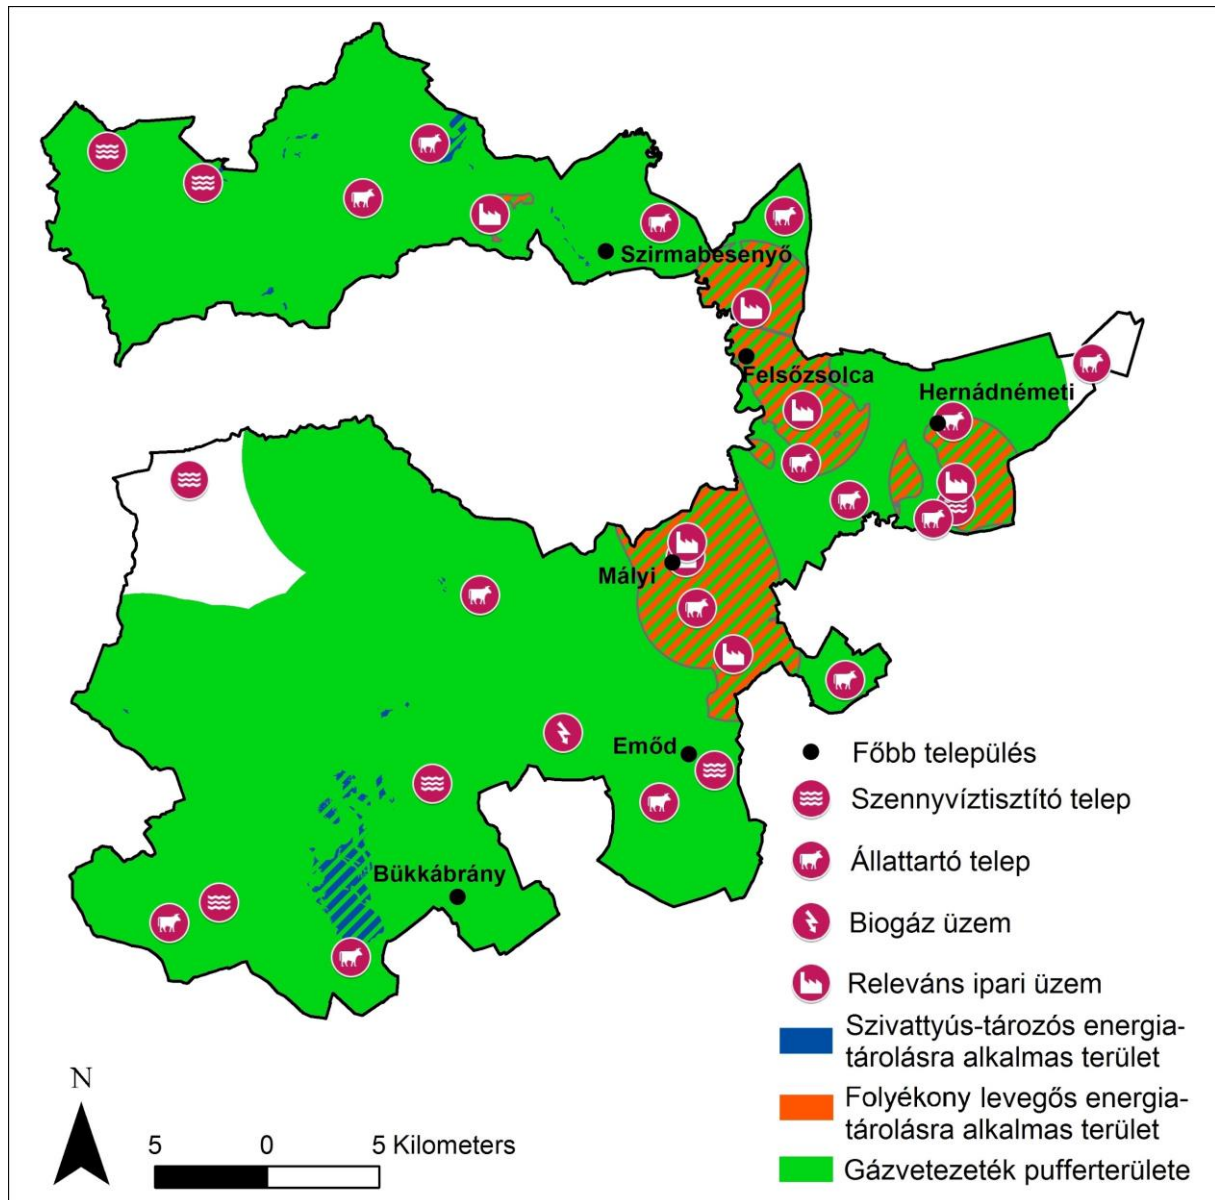 Szirmabesenyő
Felsőzsolca
Hernádnémeti
Mályi
Emőd
Bükkábrány
Főbb település
Szennyvíztisztító telep
Állattartó telep
Biogáz üzem
Releváns ipari üzem
Szivattyús-tározós energia-
tárolásra alkalmas terület
Folyékony levegős energia-
tárolásra alkalmas terület
Gázvetezeték pufferterülete
N
5 0 5 Kilometers